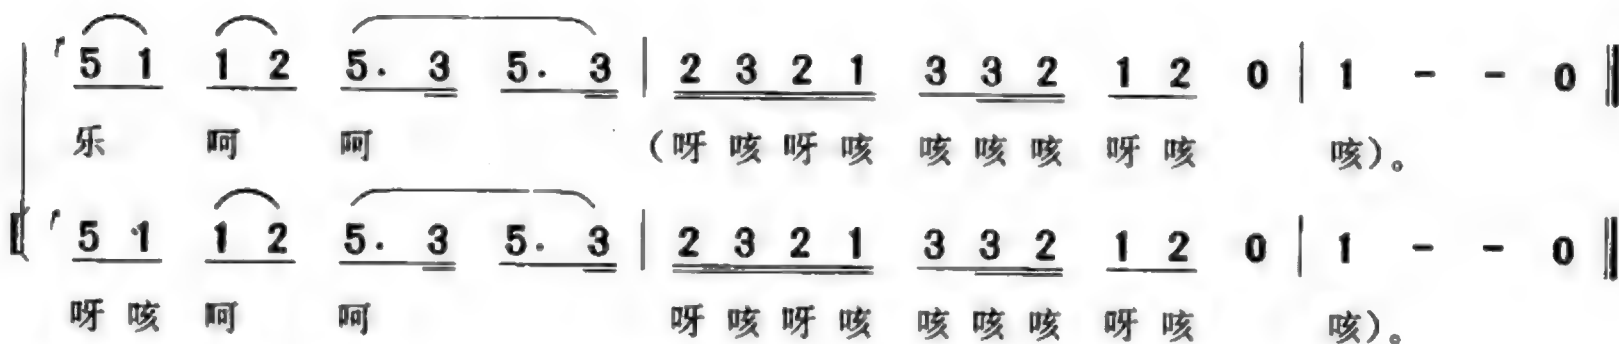 5 1 1 2 5. 3 5. 3 | 2 3 2 1 3 3 2 1 2 0 | 1 - - 0 ‖
乐 呵 呵 (呀 咳 呀 咳 咳 咳 咳 呀 咳 咳)。
5 1 1 2 5. 3 5. 3 | 2 3 2 1 3 3 2 1 2 0 | 1 - - 0 ‖
呀 咳 呵 呵 呀 咳 呀 咳 咳 咳 咳 呀 咳 咳)。